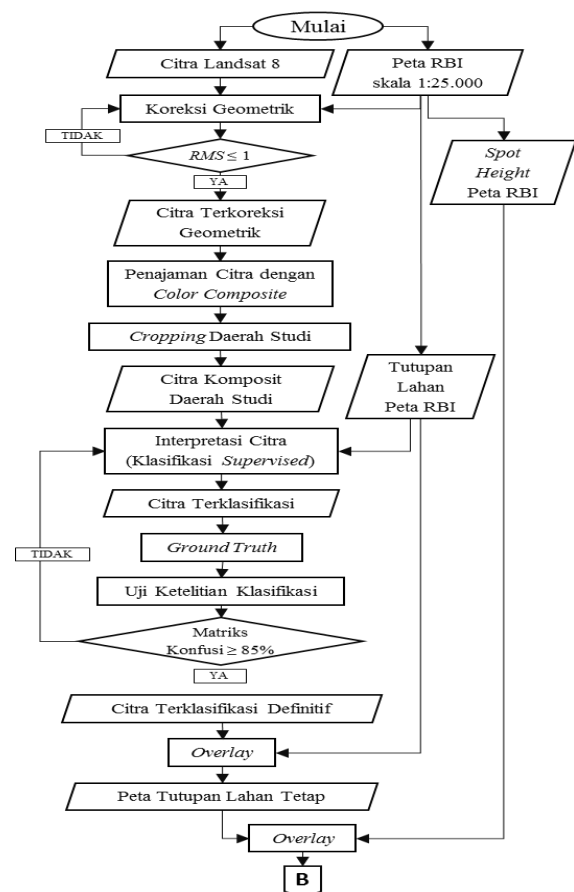 Mulai
Citra Landsat 8
Peta RBI
skala 1:25.000
Koreksi Geometrik
TIDAK
RMS ≤ 1
YA
Spot
Height
Peta RBI
Citra Terkoreksi
Geometrik
Penajaman Citra dengan
Color Composite
Cropping Daerah Studi
Tutupan
Lahan
Peta RBI
Citra Komposit
Daerah Studi
Interpretasi Citra
(Klasifikasi Supervised)
Citra Terklasifikasi
Ground Truth
TIDAK
Uji Ketelitian Klasifikasi
Matriks
Konfusi ≥ 85%
YA
Citra Terklasifikasi Definitif
Overlay
Peta Tutupan Lahan Tetap
Overlay
B